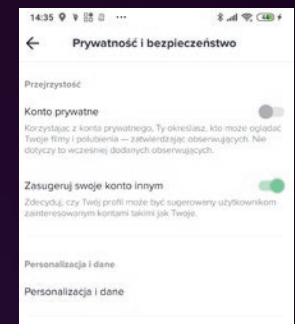 14:35
Prywatność i bezpieczeństwo
Przejrzystość
Konto prywatne
Korzystając z konta prywatnego, Ty określasz, kto może oglądać
Twoje filmy i polubienia — zatwierdzając obserwujących. Nie
dotyczy to wcześniej dodanych obserwujących.
Zasugeruj swoje konto innym
Zdecyduj, czy Twój profil może być sugerowany użytkownikom
zainteresowanym kontami takimi jak Twoje.
Personalizacja i dane
Personalizacja i dane